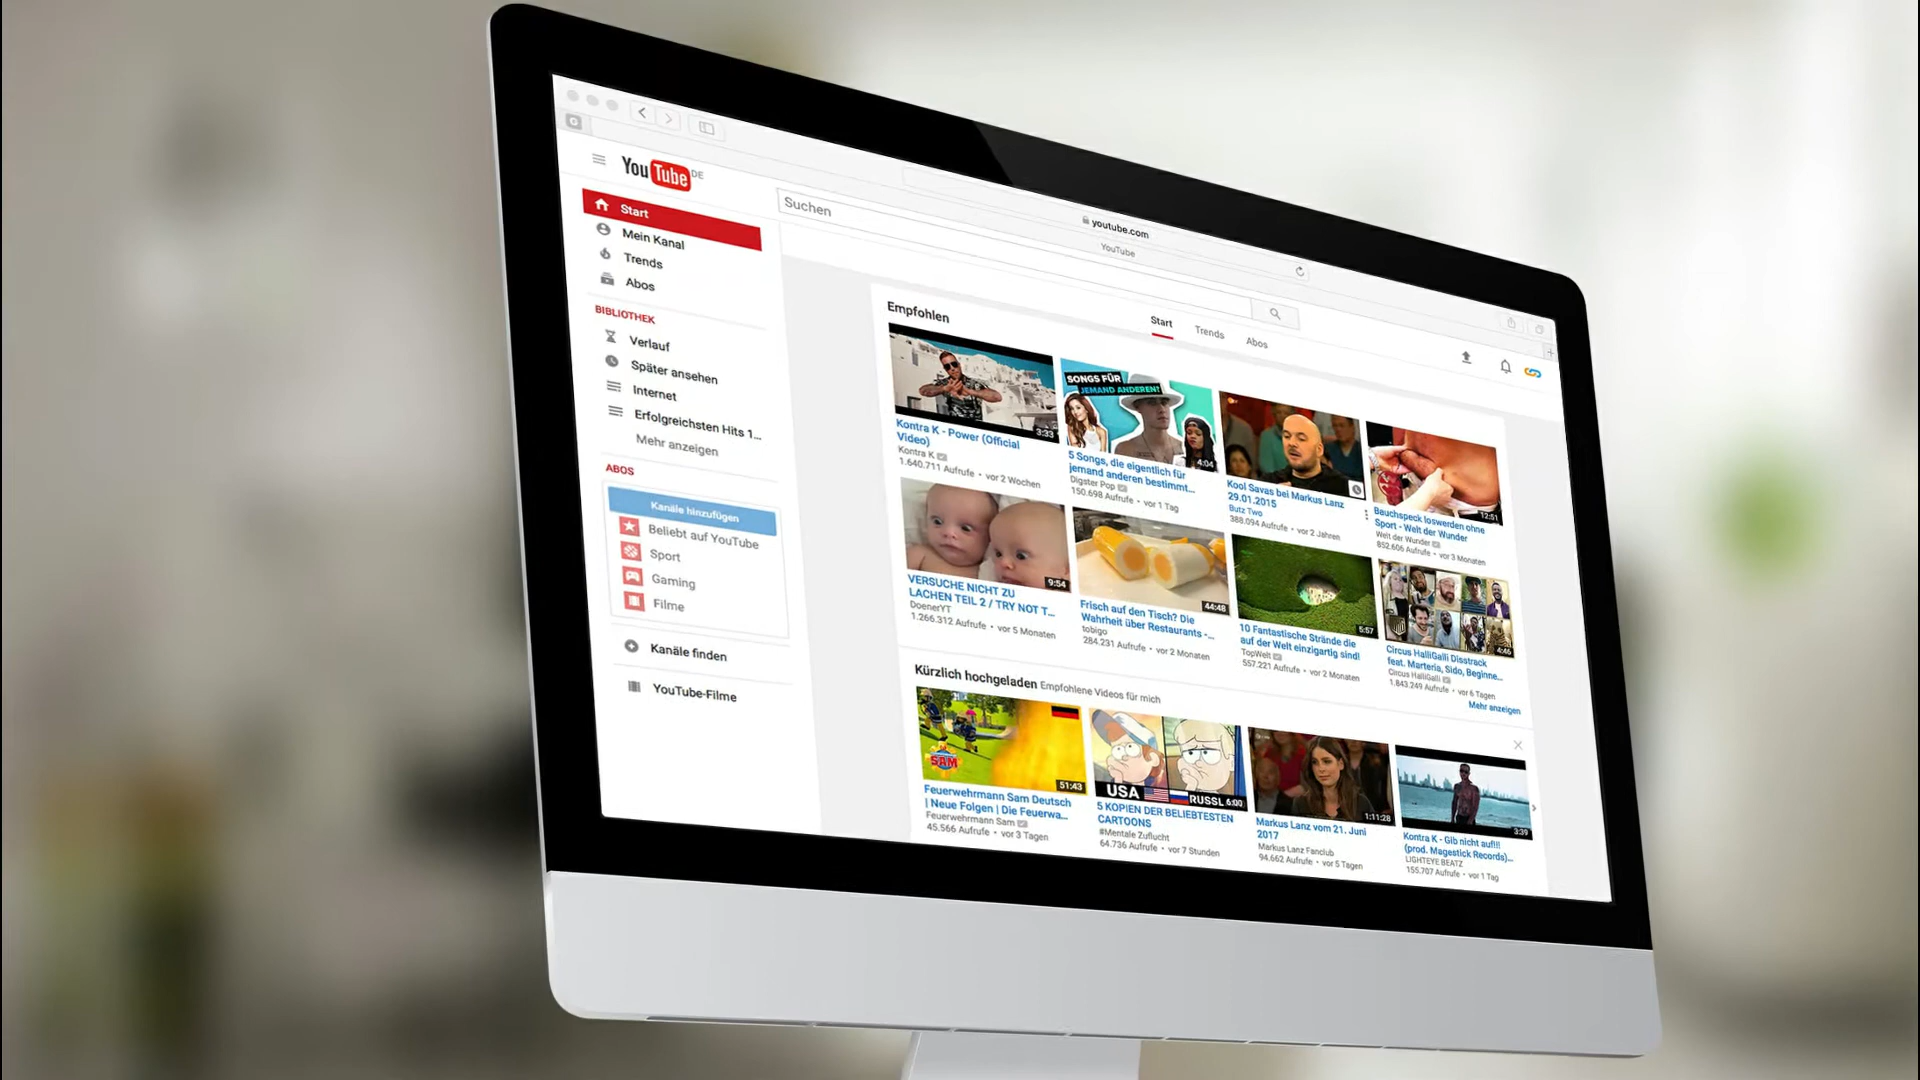 youtube.com
YouTube
YouTube DE
Suchen
Start
Mein Kanal
Trends
Abos
BIBLIOTHEK
Verlauf
Später ansehen
Internet
Erfolgreichsten Hits 1...
Mehr anzeigen
ABOS
Kanäle hinzufügen
Beliebt auf YouTube
Sport
Gaming
Filme
Kanäle finden
YouTube-Filme
Start
Trends
Abos
Empfohlen
3:33
Kontra K - Power (Official
Video)
Kontra K
1.640.711 Aufrufe • vor 2 Wochen
SONGS FÜR
JEMAND ANDEREN?
4:04
5 Songs, die eigentlich für
jemand anderen bestimmt...
Digster Pop
150.698 Aufrufe • vor 1 Tag
Kool Savas bei Markus Lanz
29.01.2015
Butz Two
388.094 Aufrufe • vor 2 Jahren
12:51
Bauchspeck loswerden ohne
Sport - Welt der Wunder
Welt der Wunder
852.606 Aufrufe • vor 3 Monaten
9:54
VERSUCHE NICHT ZU
LACHEN TEIL 2 / TRY NOT T...
DoenerYT
1.266.312 Aufrufe • vor 5 Monaten
44:48
Frisch auf den Tisch? Die
Wahrheit über Restaurants -...
tobigo
284.231 Aufrufe • vor 2 Monaten
5:57
10 Fantastische Strände die
auf der Welt einzigartig sind!
TopWelt
557.221 Aufrufe • vor 2 Monaten
4:46
Circus HalliGalli Disstrack
feat. Marteria, Sido, Beginne...
Circus HalliGalli
1.843.249 Aufrufe • vor 6 Tagen
Mehr anzeigen
Kürzlich hochgeladen Empfohlene Videos für mich
SAM
51:43
Feuerwehrmann Sam Deutsch
| Neue Folgen | Die Feuerwa...
Feuerwehrmann Sam
45.566 Aufrufe • vor 3 Tagen
USA
RUSSL
6:00
5 KOPIEN DER BELIEBTESTEN
CARTOONS
#Mentale Zuflucht
64.736 Aufrufe • vor 7 Stunden
1:11:28
Markus Lanz vom 21. Juni
2017
Markus Lanz Fanclub
94.662 Aufrufe • vor 5 Tagen
3:39
Kontra K - Gib nicht auf!!!
(prod. Magestick Records)...
LIGHTEYE BEATZ
155.707 Aufrufe • vor 1 Tag